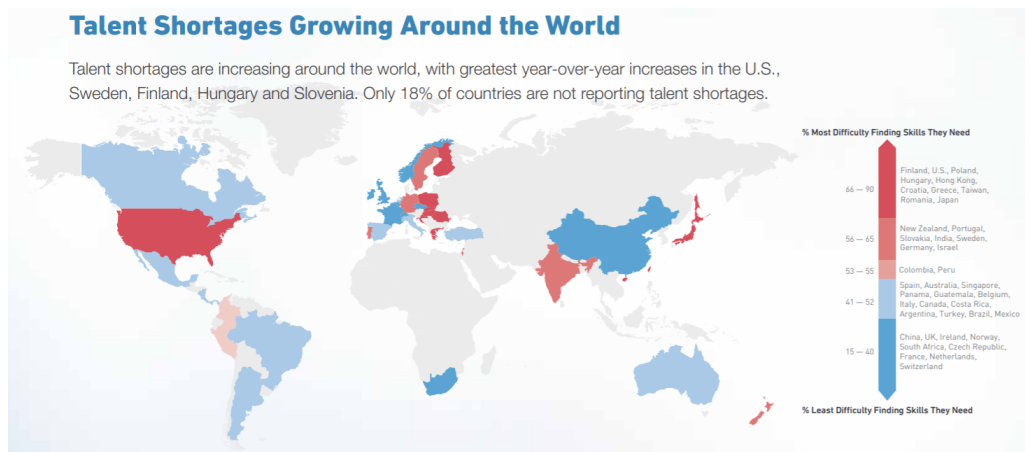 Talent Shortages Growing Around the World
Talent shortages are increasing around the world, with greatest year-over-year increases in the U.S.,
Sweden, Finland, Hungary and Slovenia. Only 18% of countries are not reporting talent shortages.
% Most Difficulty Finding Skills They Need
66 — 90
Finland, U.S., Poland,
Hungary, Hong Kong,
Croatia, Greece, Taiwan,
Romania, Japan
56 — 65
New Zealand, Portugal,
Slovakia, India, Sweden,
Germany, Israel
53 — 55
Colombia, Peru
41 — 52
Spain, Australia, Singapore,
Panama, Guatemala, Belgium,
Italy, Canada, Costa Rica,
Argentina, Turkey, Brazil, Mexico
15 — 40
China, UK, Ireland, Norway,
South Africa, Czech Republic,
France, Netherlands,
Switzerland
% Least Difficulty Finding Skills They Need